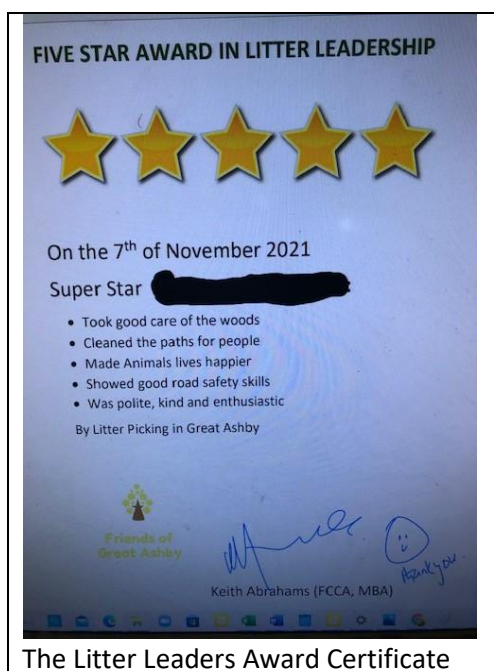 FIVE STAR AWARD IN LITTER LEADERSHIP
On the 7th of November 2021
Super Star
• Took good care of the woods
• Cleaned the paths for people
• Made Animals lives happier
• Showed good road safety skills
• Was polite, kind and enthusiastic
By Litter Picking in Great Ashby
Friends of
Great Ashby
Keith Abrahams (FCCA, MBA)
The Litter Leaders Award Certificate